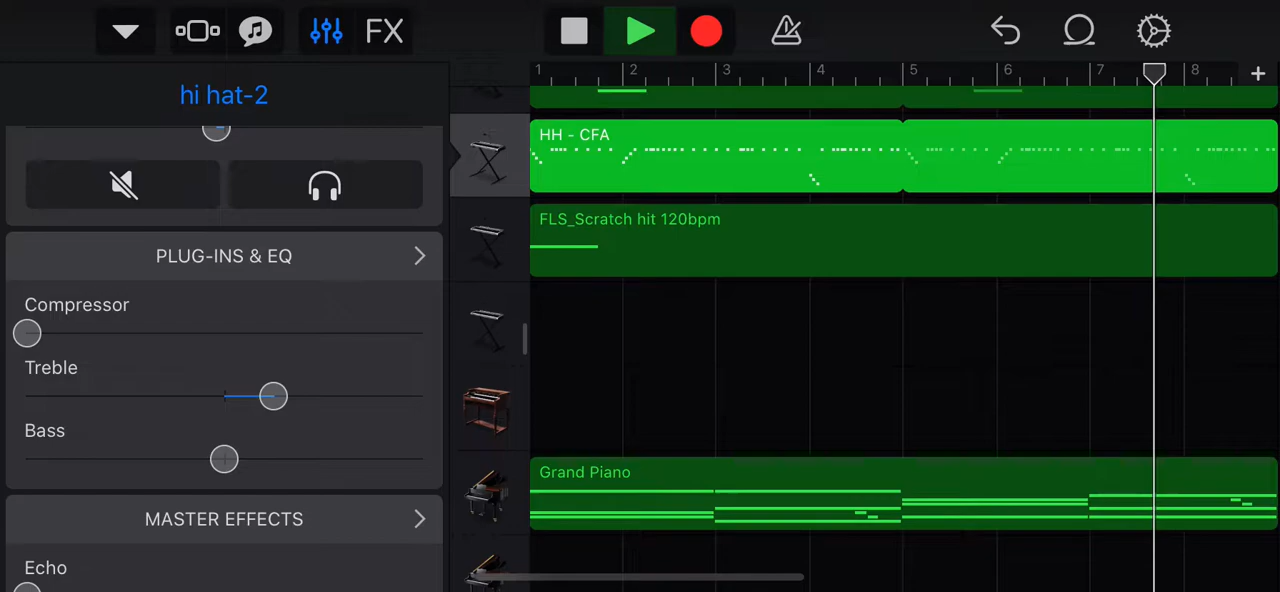 FX
hi hat-2
PLUG-INS & EQ
Compressor
Treble
Bass
MASTER EFFECTS
Echo
1 2 3 4 5 6 7 8 +
HH - CFA
FLS_Scratch hit 120bpm
Grand Piano